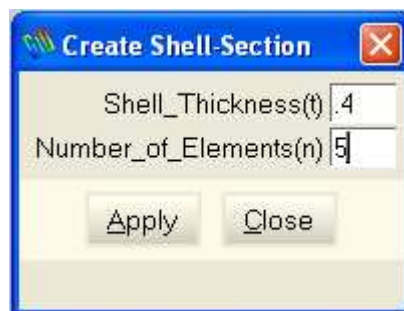 Create Shell-Section
Shell_Thickness(t) .4
Number_of_Elements(n) 5
Apply Close